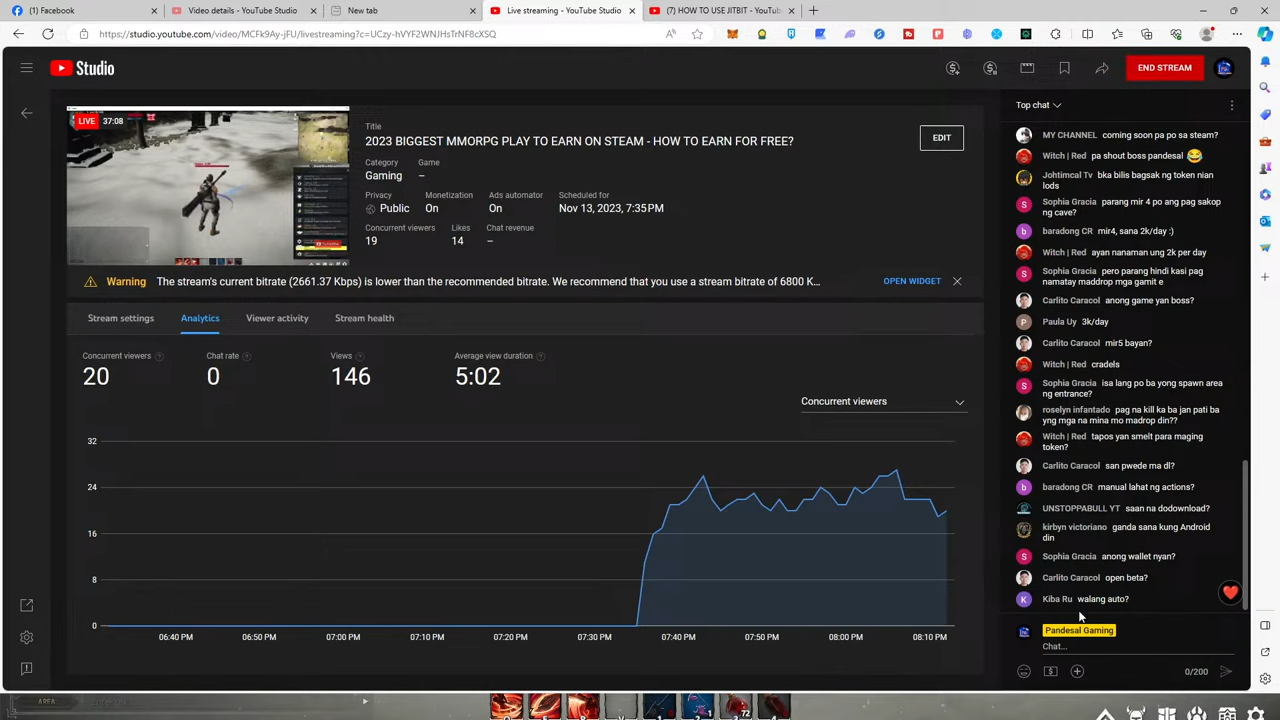 (1) Facebook
Video details - YouTube Studio
New tab
Live streaming - YouTube Studio
(7) HOW TO USE JITBIT - YouTube
https://studio.youtube.com/video/MCFk9Ay-jFU/livestreaming?c=UCzy-hVYF2WNJHsTrNF8cXSQ
Studio
END STREAM
LIVE 37:08
Title
2023 BIGGEST MMORPG PLAY TO EARN ON STEAM - HOW TO EARN FOR FREE?
EDIT
Category Game
Gaming –
Privacy Monetization Ads automator Scheduled for
Public On On Nov 13, 2023, 7:35 PM
Concurrent viewers Likes Chat revenue
19 14 –
Warning The stream's current bitrate (2661.37 Kbps) is lower than the recommended bitrate. We recommend that you use a stream bitrate of 6800 K... OPEN WIDGET
Stream settings Analytics Viewer activity Stream health
Concurrent viewers Chat rate Views Average view duration
20 0 146 5:02
Concurrent viewers
32
24
16
8
0
06:40 PM 06:50 PM 07:00 PM 07:10 PM 07:20 PM 07:30 PM 07:40 PM 07:50 PM 08:00 PM 08:10 PM
Top chat
MY CHANNEL coming soon pa po sa steam?
Witch | Red pa shout boss pandesal 😂
Johtimcal Tv bka bilis bagsak ng token nian
lods
Sophia Gracia parang mir 4 po ang pag sakop
ng cave?
baradong CR mir4, sana 2k/day :)
Witch | Red ayan nanaman ung 2k per day
Sophia Gracia pero parang hindi kasi pag
namatay madrop mga gamit e
Carlito Caracol anong game yan boss?
Paula Uy 3k/day
Carlito Caracol mir5 bayan?
Witch | Red cradels
Sophia Gracia isa lang po ba yong spawn area
ng entrance?
roselyn infantado pag na kill ka ba jan pati ba
yng mga na mina mo madrop din??
Witch | Red tapos yan smelt para maging
token?
Carlito Caracol san pwede ma dl?
baradong CR manual lahat ng actions?
UNSTOPPABULL YT saan na dodownload?
kirbyn victoriano ganda sana kung Android
din
Sophia Gracia anong wallet nyan?
Carlito Caracol open beta?
Kiba Ru walang auto?
Pandesal Gaming
Chat...
0/200
AREA
72